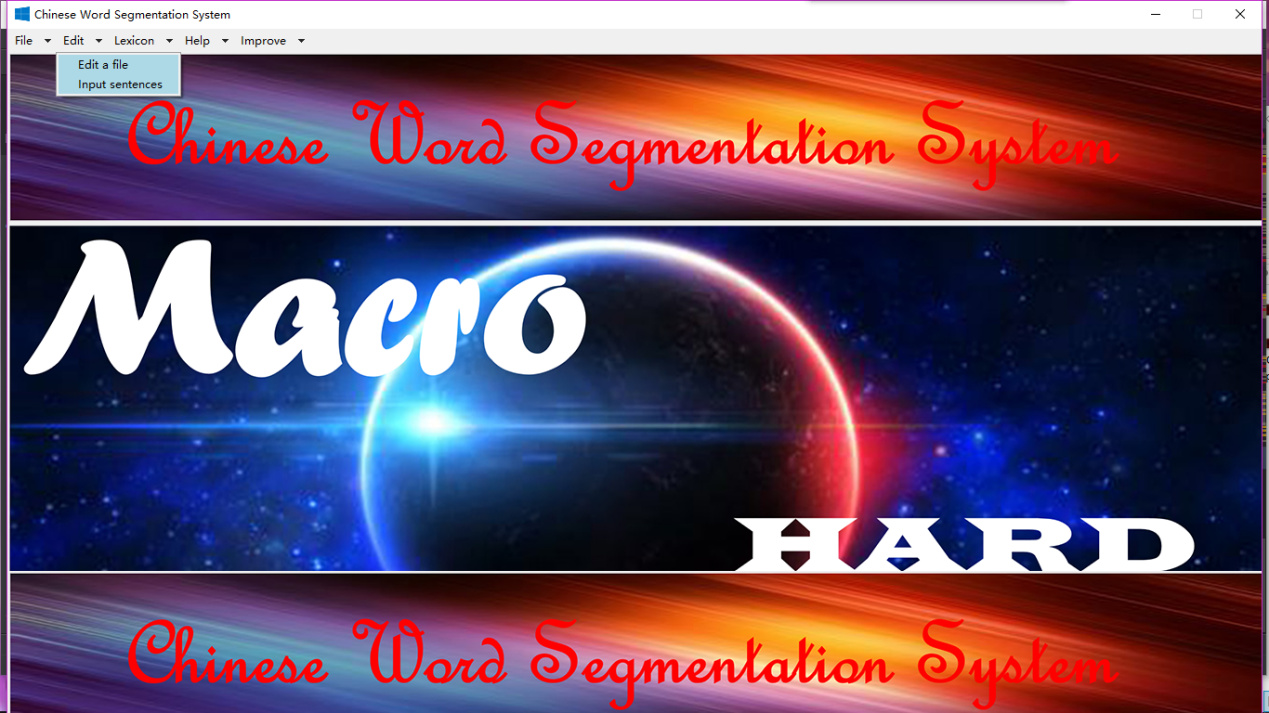 Chinese Word Segmentation System
File Edit Lexicon Help Improve
Edit a file
Input sentences
Chinese Word Segmentation System
Macro
HARD
Chinese Word Segmentation System